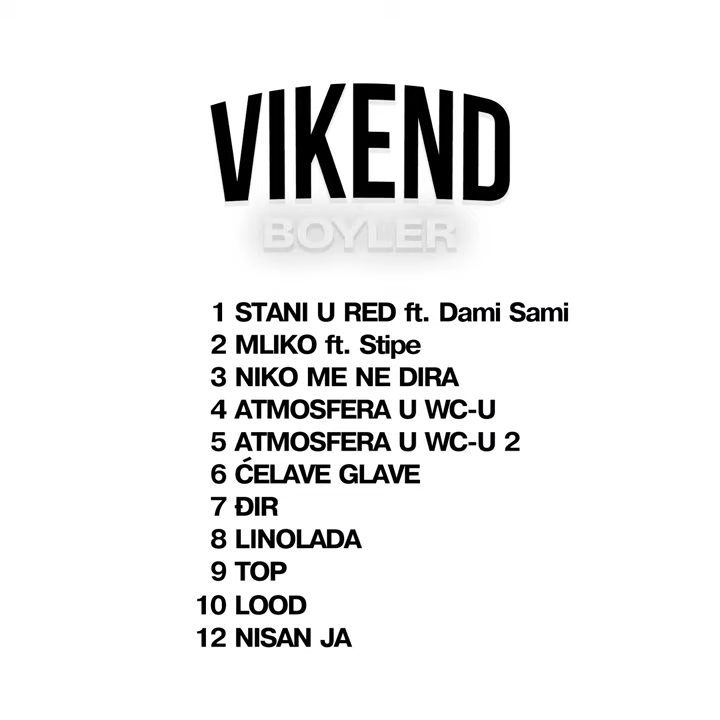 VIKEND
BOYLER
1 STANI U RED ft. Dami Sami
2 MLIKO ft. Stipe
3 NIKO ME NE DIRA
4 ATMOSFERA U WC-U
5 ATMOSFERA U WC-U 2
6 ĆELAVE GLAVE
7 ĐIR
8 LINOLADA
9 TOP
10 LOOD
12 NISAN JA